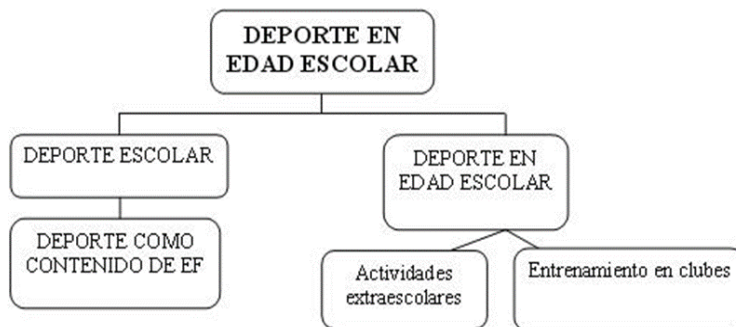 DEPORTE EN
EDAD ESCOLAR
DEPORTE ESCOLAR
DEPORTE EN
EDAD ESCOLAR
DEPORTE COMO
CONTENIDO DE EF
Actividades
extraescolares
Entrenamiento en clubes